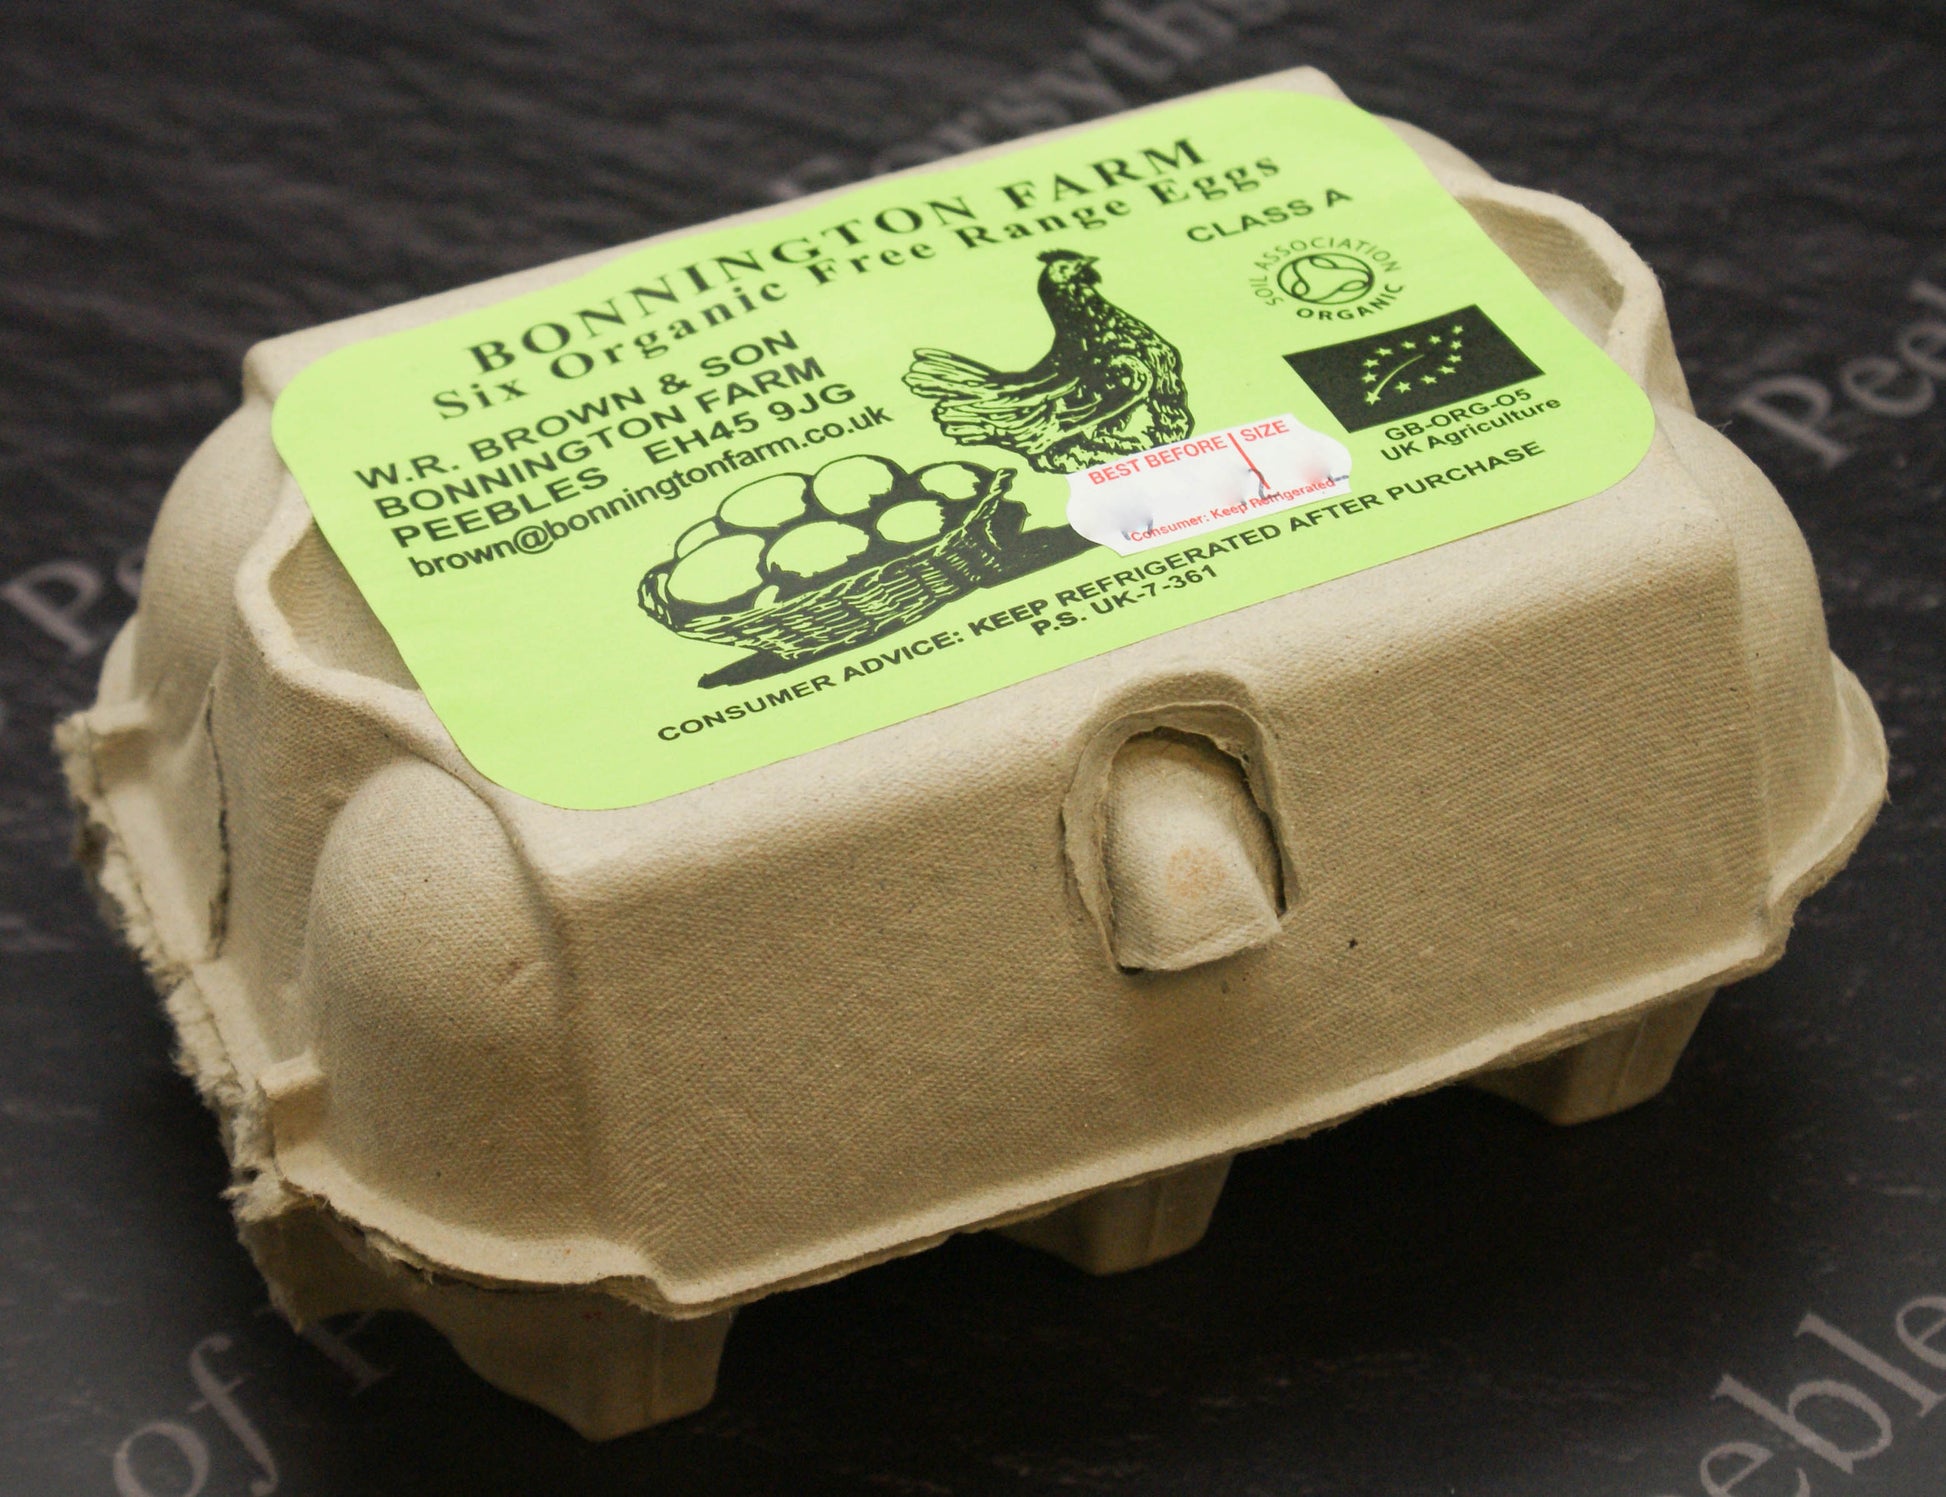 BONNINGTON FARM
Six Organic Free Range Eggs
CLASS A
W.R. BROWN & SON
BONNINGTON FARM
PEEBLES EH45 9JG
brown@bonningtonfarm.co.uk
SOIL ASSOCIATION
ORGANIC
GB-ORG-05
UK Agriculture
BEST BEFORE SIZE
Consumer: Keep Refrigerated
CONSUMER ADVICE: KEEP REFRIGERATED AFTER PURCHASE
P.S. UK-7-361
of
Peebles